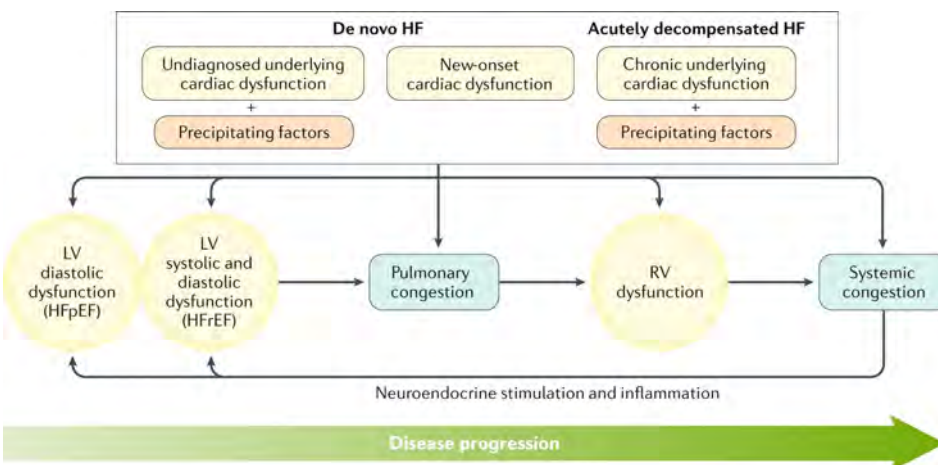 De novo HF
Acutely decompensated HF
Undiagnosed underlying
cardiac dysfunction
+
Precipitating factors
New-onset
cardiac dysfunction
Chronic underlying
cardiac dysfunction
+
Precipitating factors
LV
diastolic
dysfunction
(HFpEF)
LV
systolic and
diastolic
dysfunction
(HFrEF)
Pulmonary
congestion
RV
dysfunction
Systemic
congestion
Neuroendocrine stimulation and inflammation
Disease progression